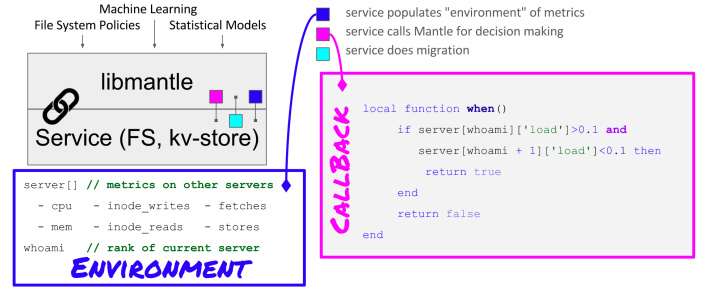 Machine Learning
File System Policies
Statistical Models
libmantle
Service (FS, kv-store)
service populates "environment" of metrics
service calls Mantle for decision making
service does migration
server[] // metrics on other servers
- cpu - inode_writes - fetches
- mem - inode_reads - stores
whoami // rank of current server
ENVIRONMENT
CALLBACK
local function when()
if server[whoami]['load']>0.1 and
server[whoami + 1]['load']<0.1 then
return true
end
return false
end